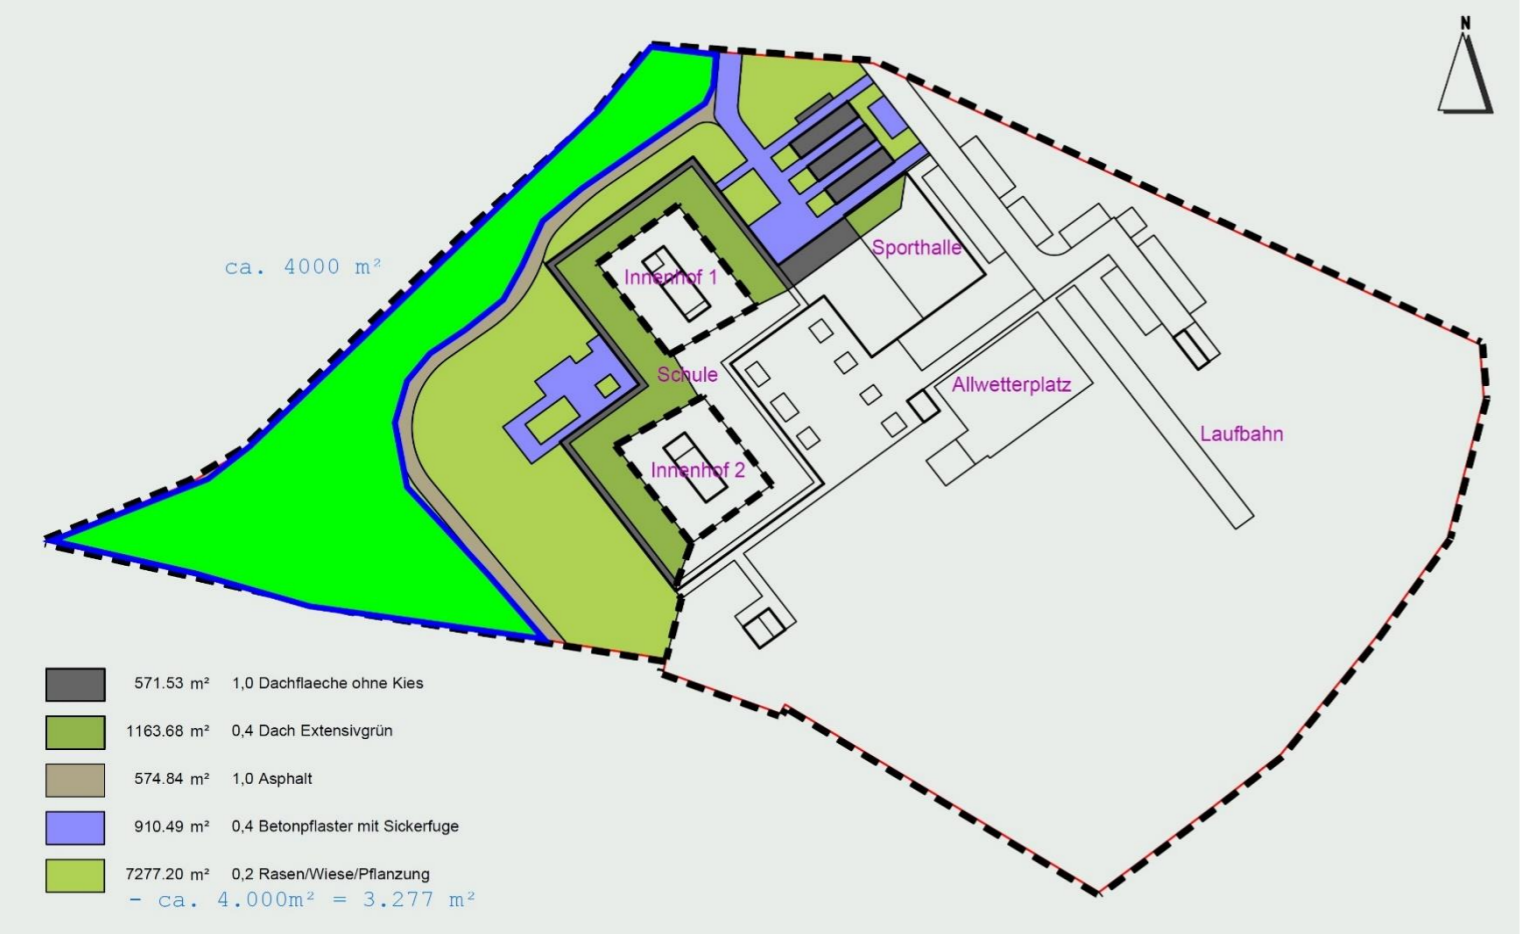 N
ca. 4000 m²
Sporthalle
Innenhof 1
Schule
Allwetterplatz
Laufbahn
Innenhof 2
571.53 m² 1,0 Dachflaeche ohne Kies
1163.68 m² 0,4 Dach Extensivgrün
574.84 m² 1,0 Asphalt
910.49 m² 0,4 Betonpflaster mit Sickerfuge
7277.20 m² 0,2 Rasen/Wiese/Pflanzung
- ca. 4.000m² = 3.277 m²